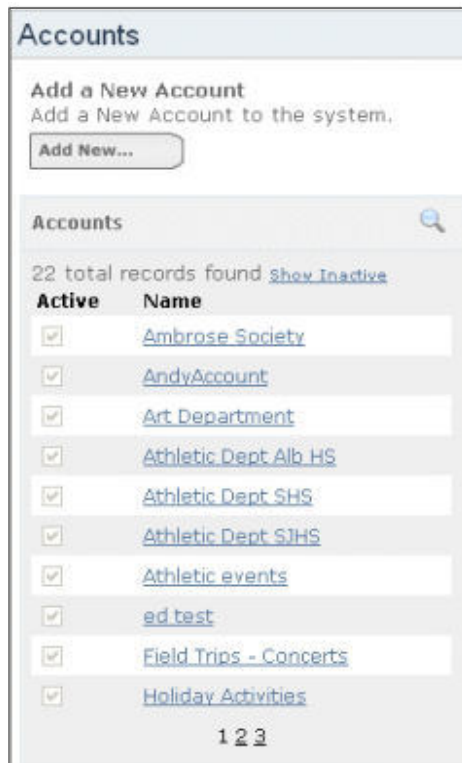 Accounts
Add a New Account
Add a New Account to the system.
Add New...
Accounts
22 total records found Show Inactive
Active Name
Ambrose Society
AndyAccount
Art Department
Athletic Dept Alb HS
Athletic Dept SHS
Athletic Dept SJHS
Athletic events
ed test
Field Trips - Concerts
Holiday Activities
1 2 3